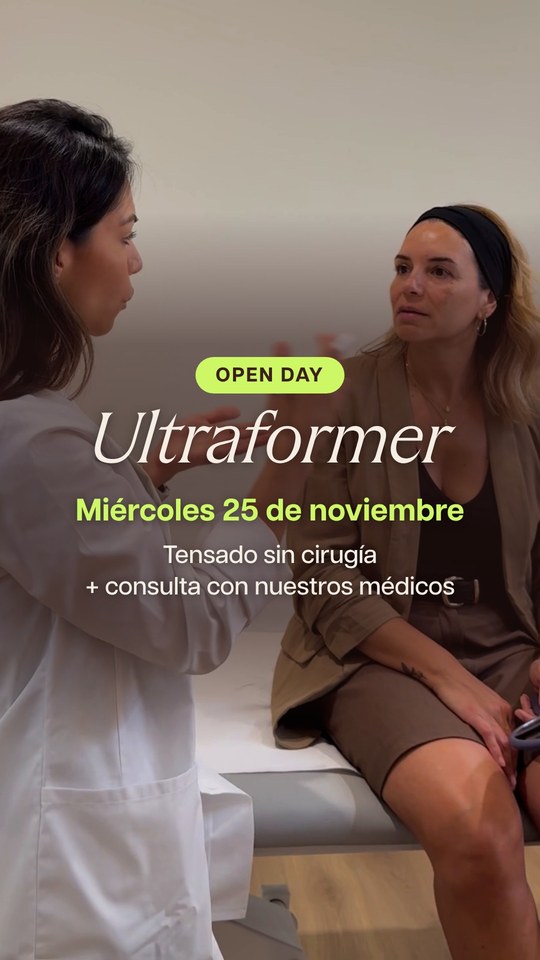 OPEN DAY
Ultraformer
Miércoles 25 de noviembre
Tensado sin cirugía
+ consulta con nuestros médicos